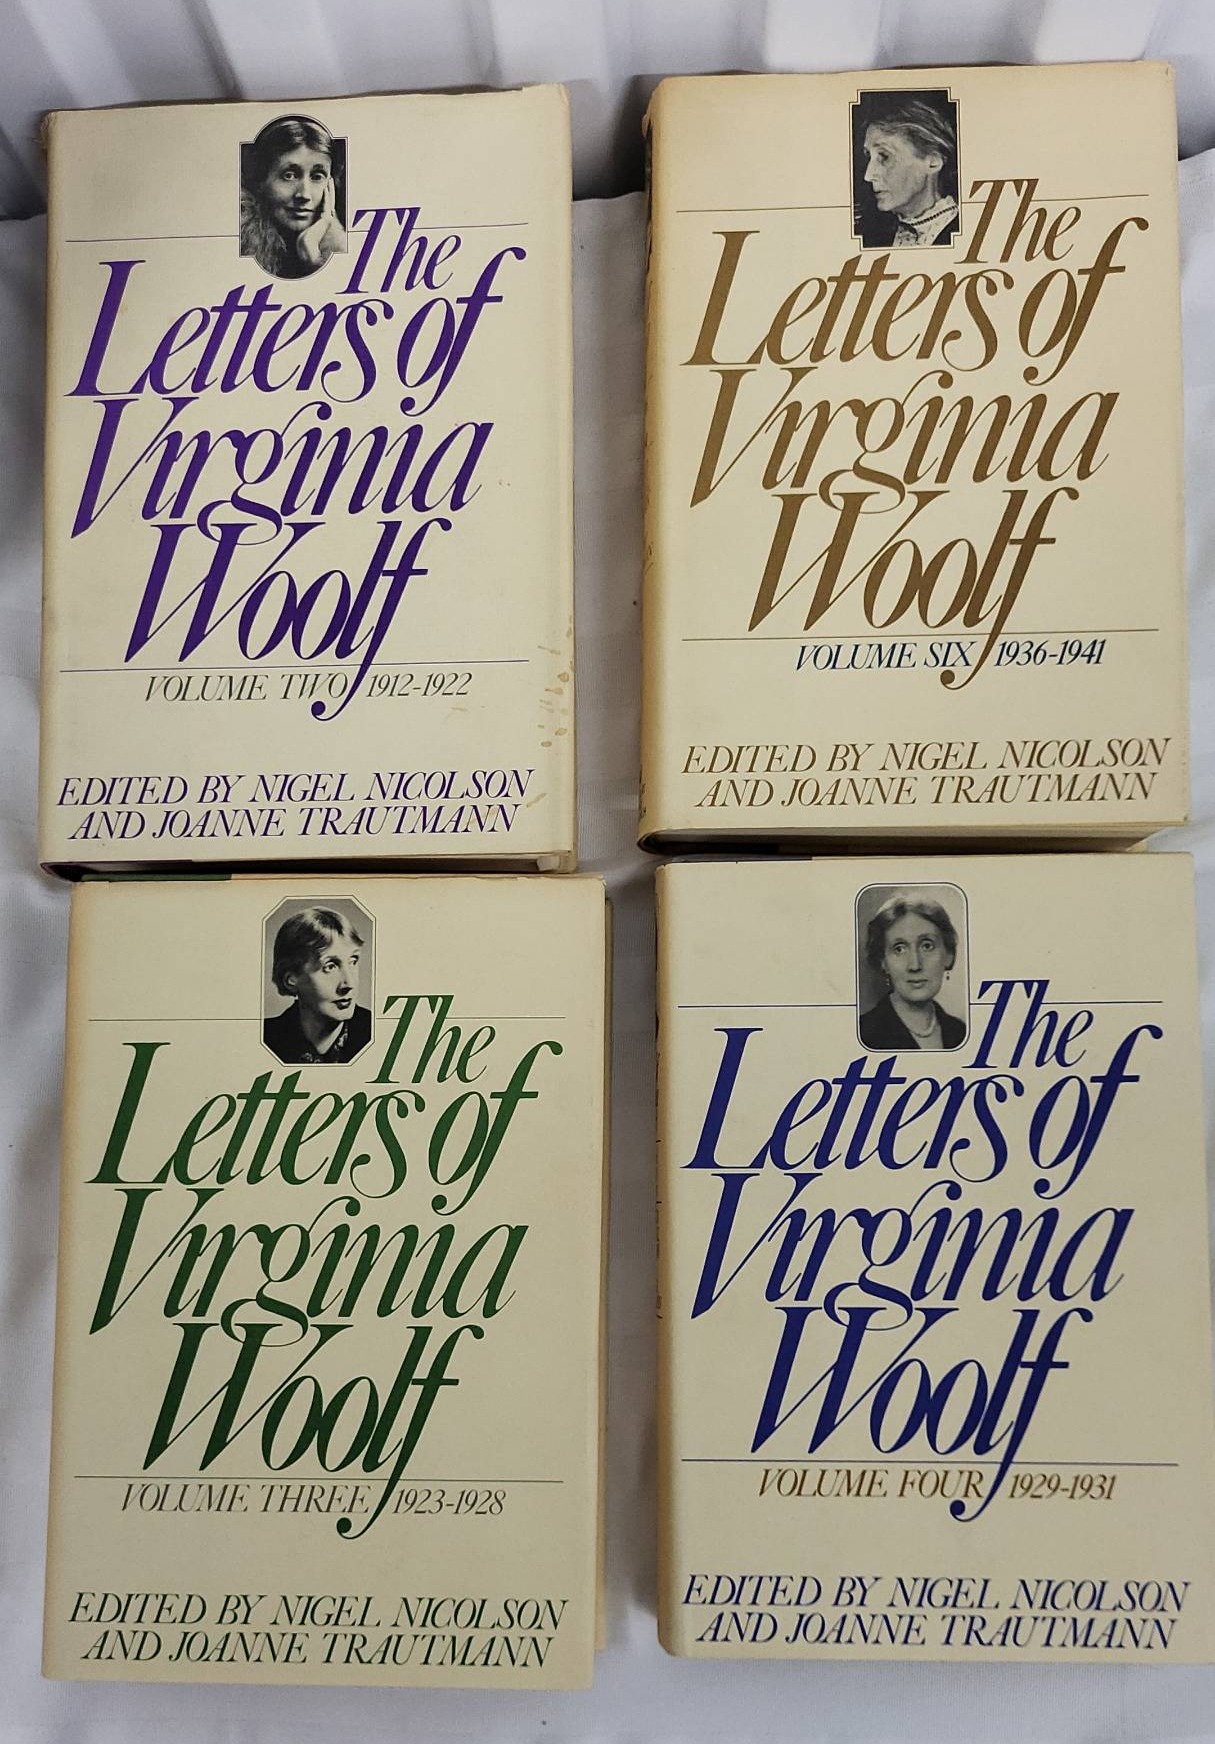 The
Letters of
Virginia
Woolf
VOLUME TWO 1912-1922
EDITED BY NIGEL NICOLSON
AND JOANNE TRAUTMANN
The
Letters of
Virginia
Woolf
VOLUME SIX 1936-1941
EDITED BY NIGEL NICOLSON
AND JOANNE TRAUTMANN
The
Letters of
Virginia
Woolf
VOLUME THREE 1923-1928
EDITED BY NIGEL NICOLSON
AND JOANNE TRAUTMANN
The
Letters of
Virginia
Woolf
VOLUME FOUR 1929-1931
EDITED BY NIGEL NICOLSON
AND JOANNE TRAUTMANN